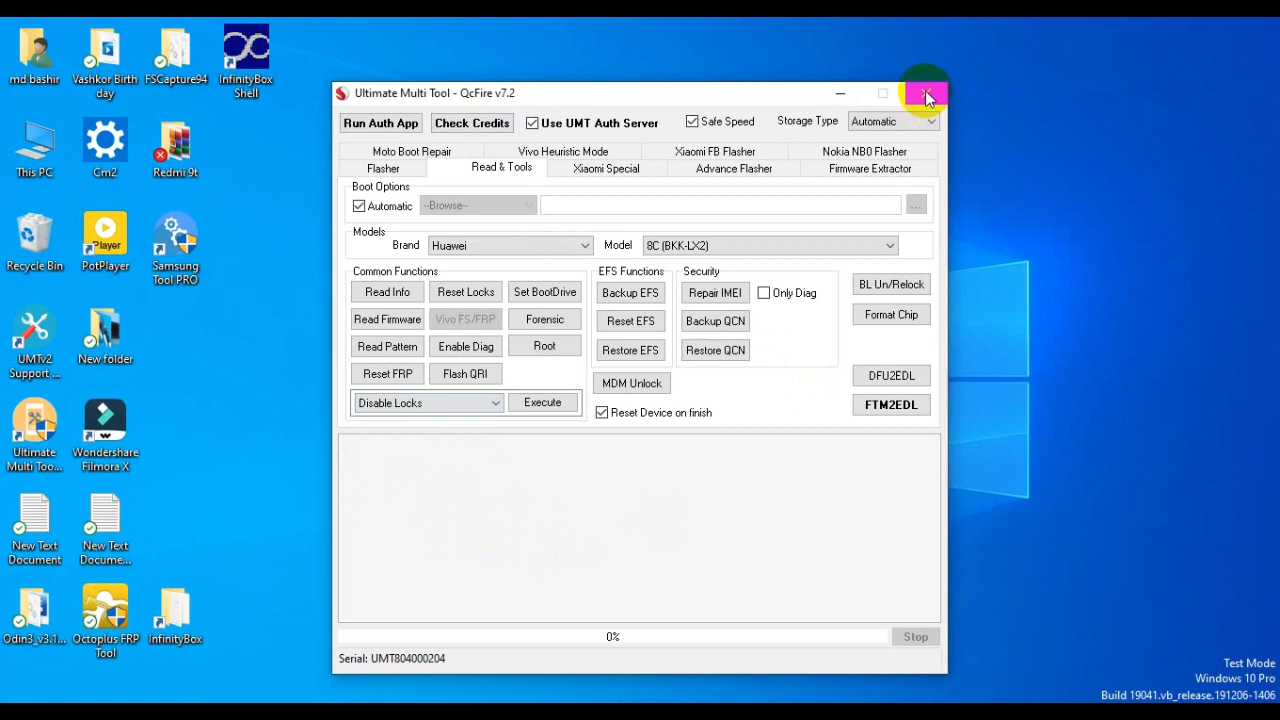 md bashir
Vashkor Birth
day
FSCapture94
InfinityBox
Shell
This PC
Cm2
Redmi 9t
Recycle Bin
Player
PotPlayer
Samsung
Tool PRO
UMTv2
Support ...
New folder
Ultimate
Multi Too...
Wondershare
Filmora X
New Text
Document
New Text
Docume...
Odin3_v3.1...
Octoplus FRP
Tool
InfinityBox
Ultimate Multi Tool - QcFire v7.2
Run Auth App
Check Credits
Use UMT Auth Server
Safe Speed
Storage Type
Automatic
Moto Boot Repair
Vivo Heuristic Mode
Xiaomi FB Flasher
Nokia NB0 Flasher
Flasher
Read & Tools
Xiaomi Special
Advance Flasher
Firmware Extractor
Boot Options
Automatic
--Browse--
...
Models
Brand
Huawei
Model
8C (BKK-LX2)
Common Functions
Read Info
Reset Locks
Set BootDrive
Read Firmware
Vivo FS/FRP
Forensic
Read Pattern
Enable Diag
Root
Reset FRP
Flash QRI
Disable Locks
Execute
EFS Functions
Backup EFS
Reset EFS
Restore EFS
Security
Repair IMEI
Only Diag
Backup QCN
Restore QCN
MDM Unlock
Reset Device on finish
BL Un/Relock
Format Chip
DFU2EDL
FTM2EDL
0%
Stop
Serial: UMT804000204
Test Mode
Windows 10 Pro
Build 19041.vb_release.191206-1406